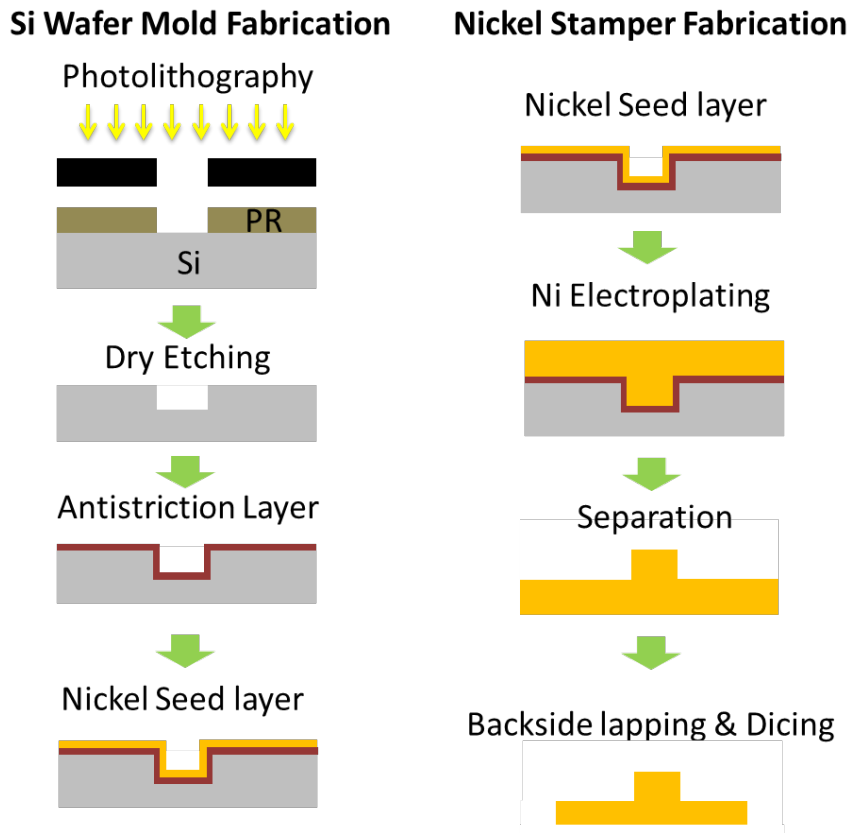 Si Wafer Mold Fabrication
Photolithography
PR
Si
Dry Etching
Antistriction Layer
Nickel Seed layer
Nickel Stamper Fabrication
Nickel Seed layer
Ni Electroplating
Separation
Backside lapping & Dicing